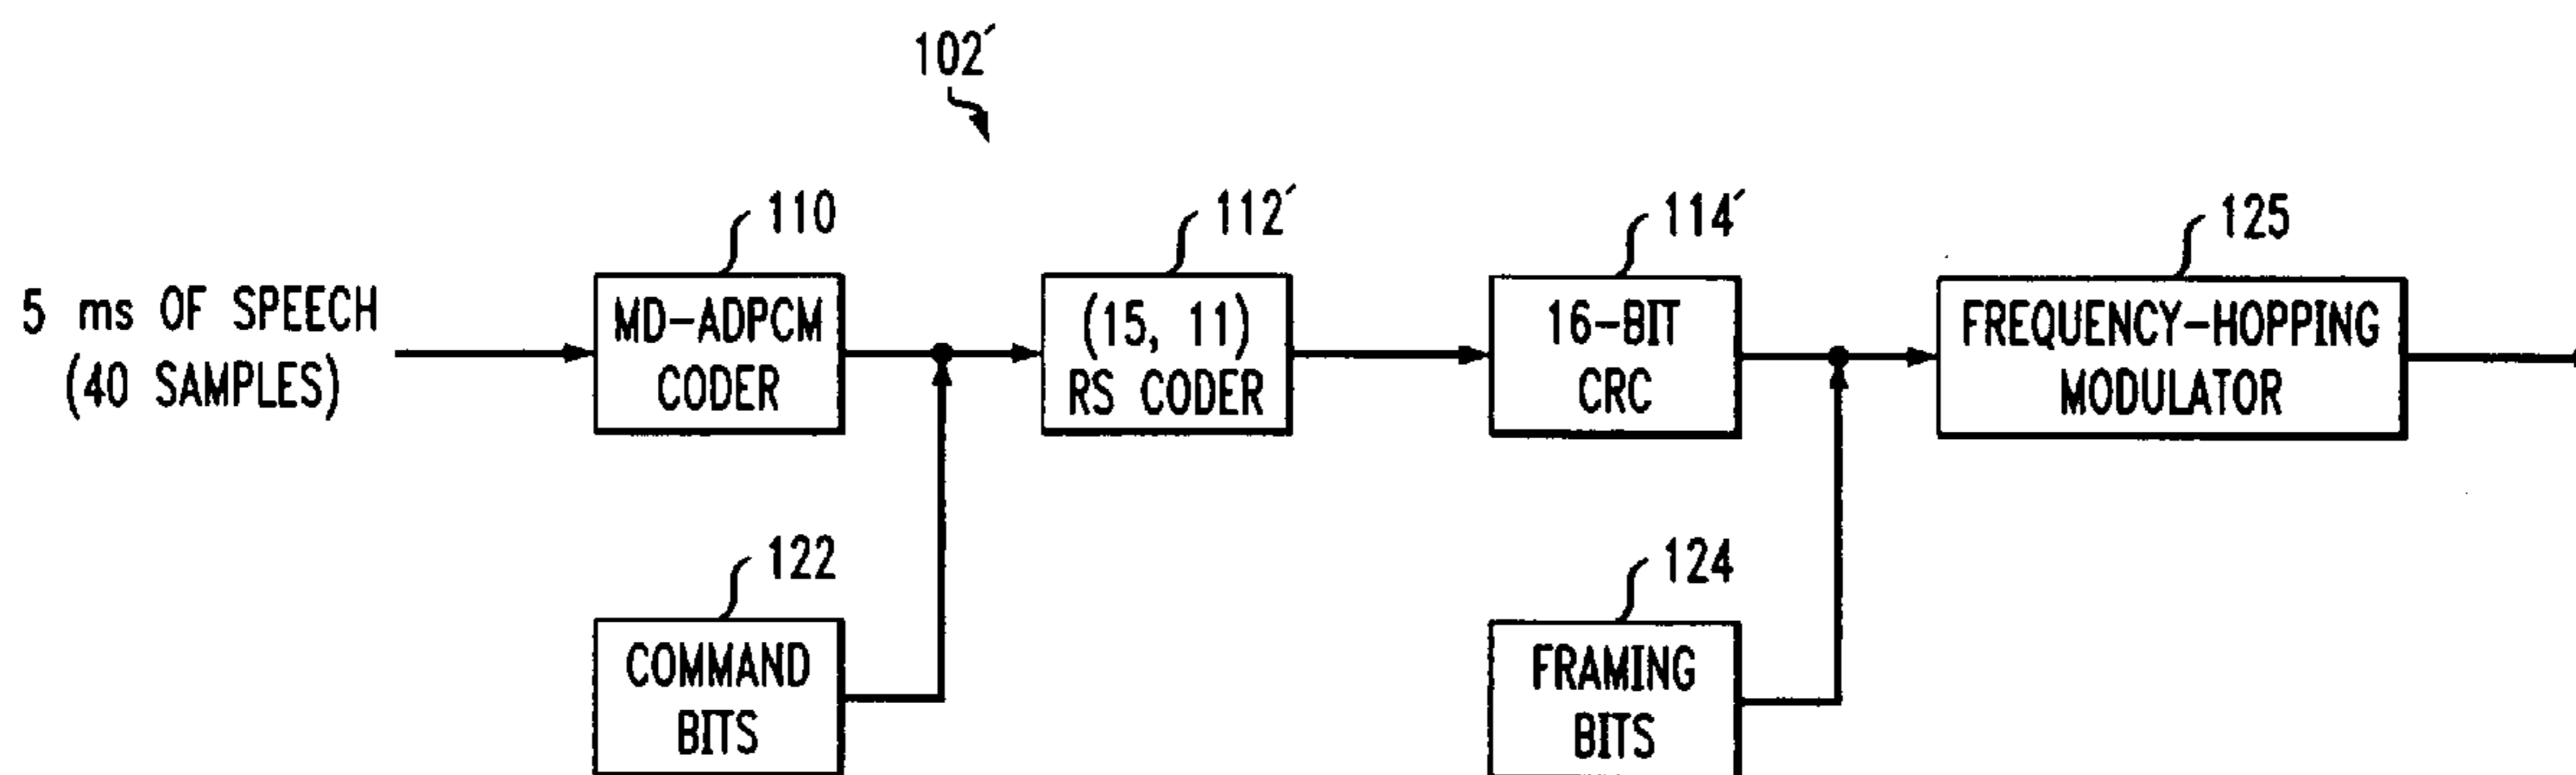 102´
110
112´
114´
125
5 ms OF SPEECH
(40 SAMPLES)
MD-ADPCM
CODER
(15, 11)
RS CODER
16-BIT
CRC
FREQUENCY-HOPPING
MODULATOR
122
124
COMMAND
BITS
FRAMING
BITS